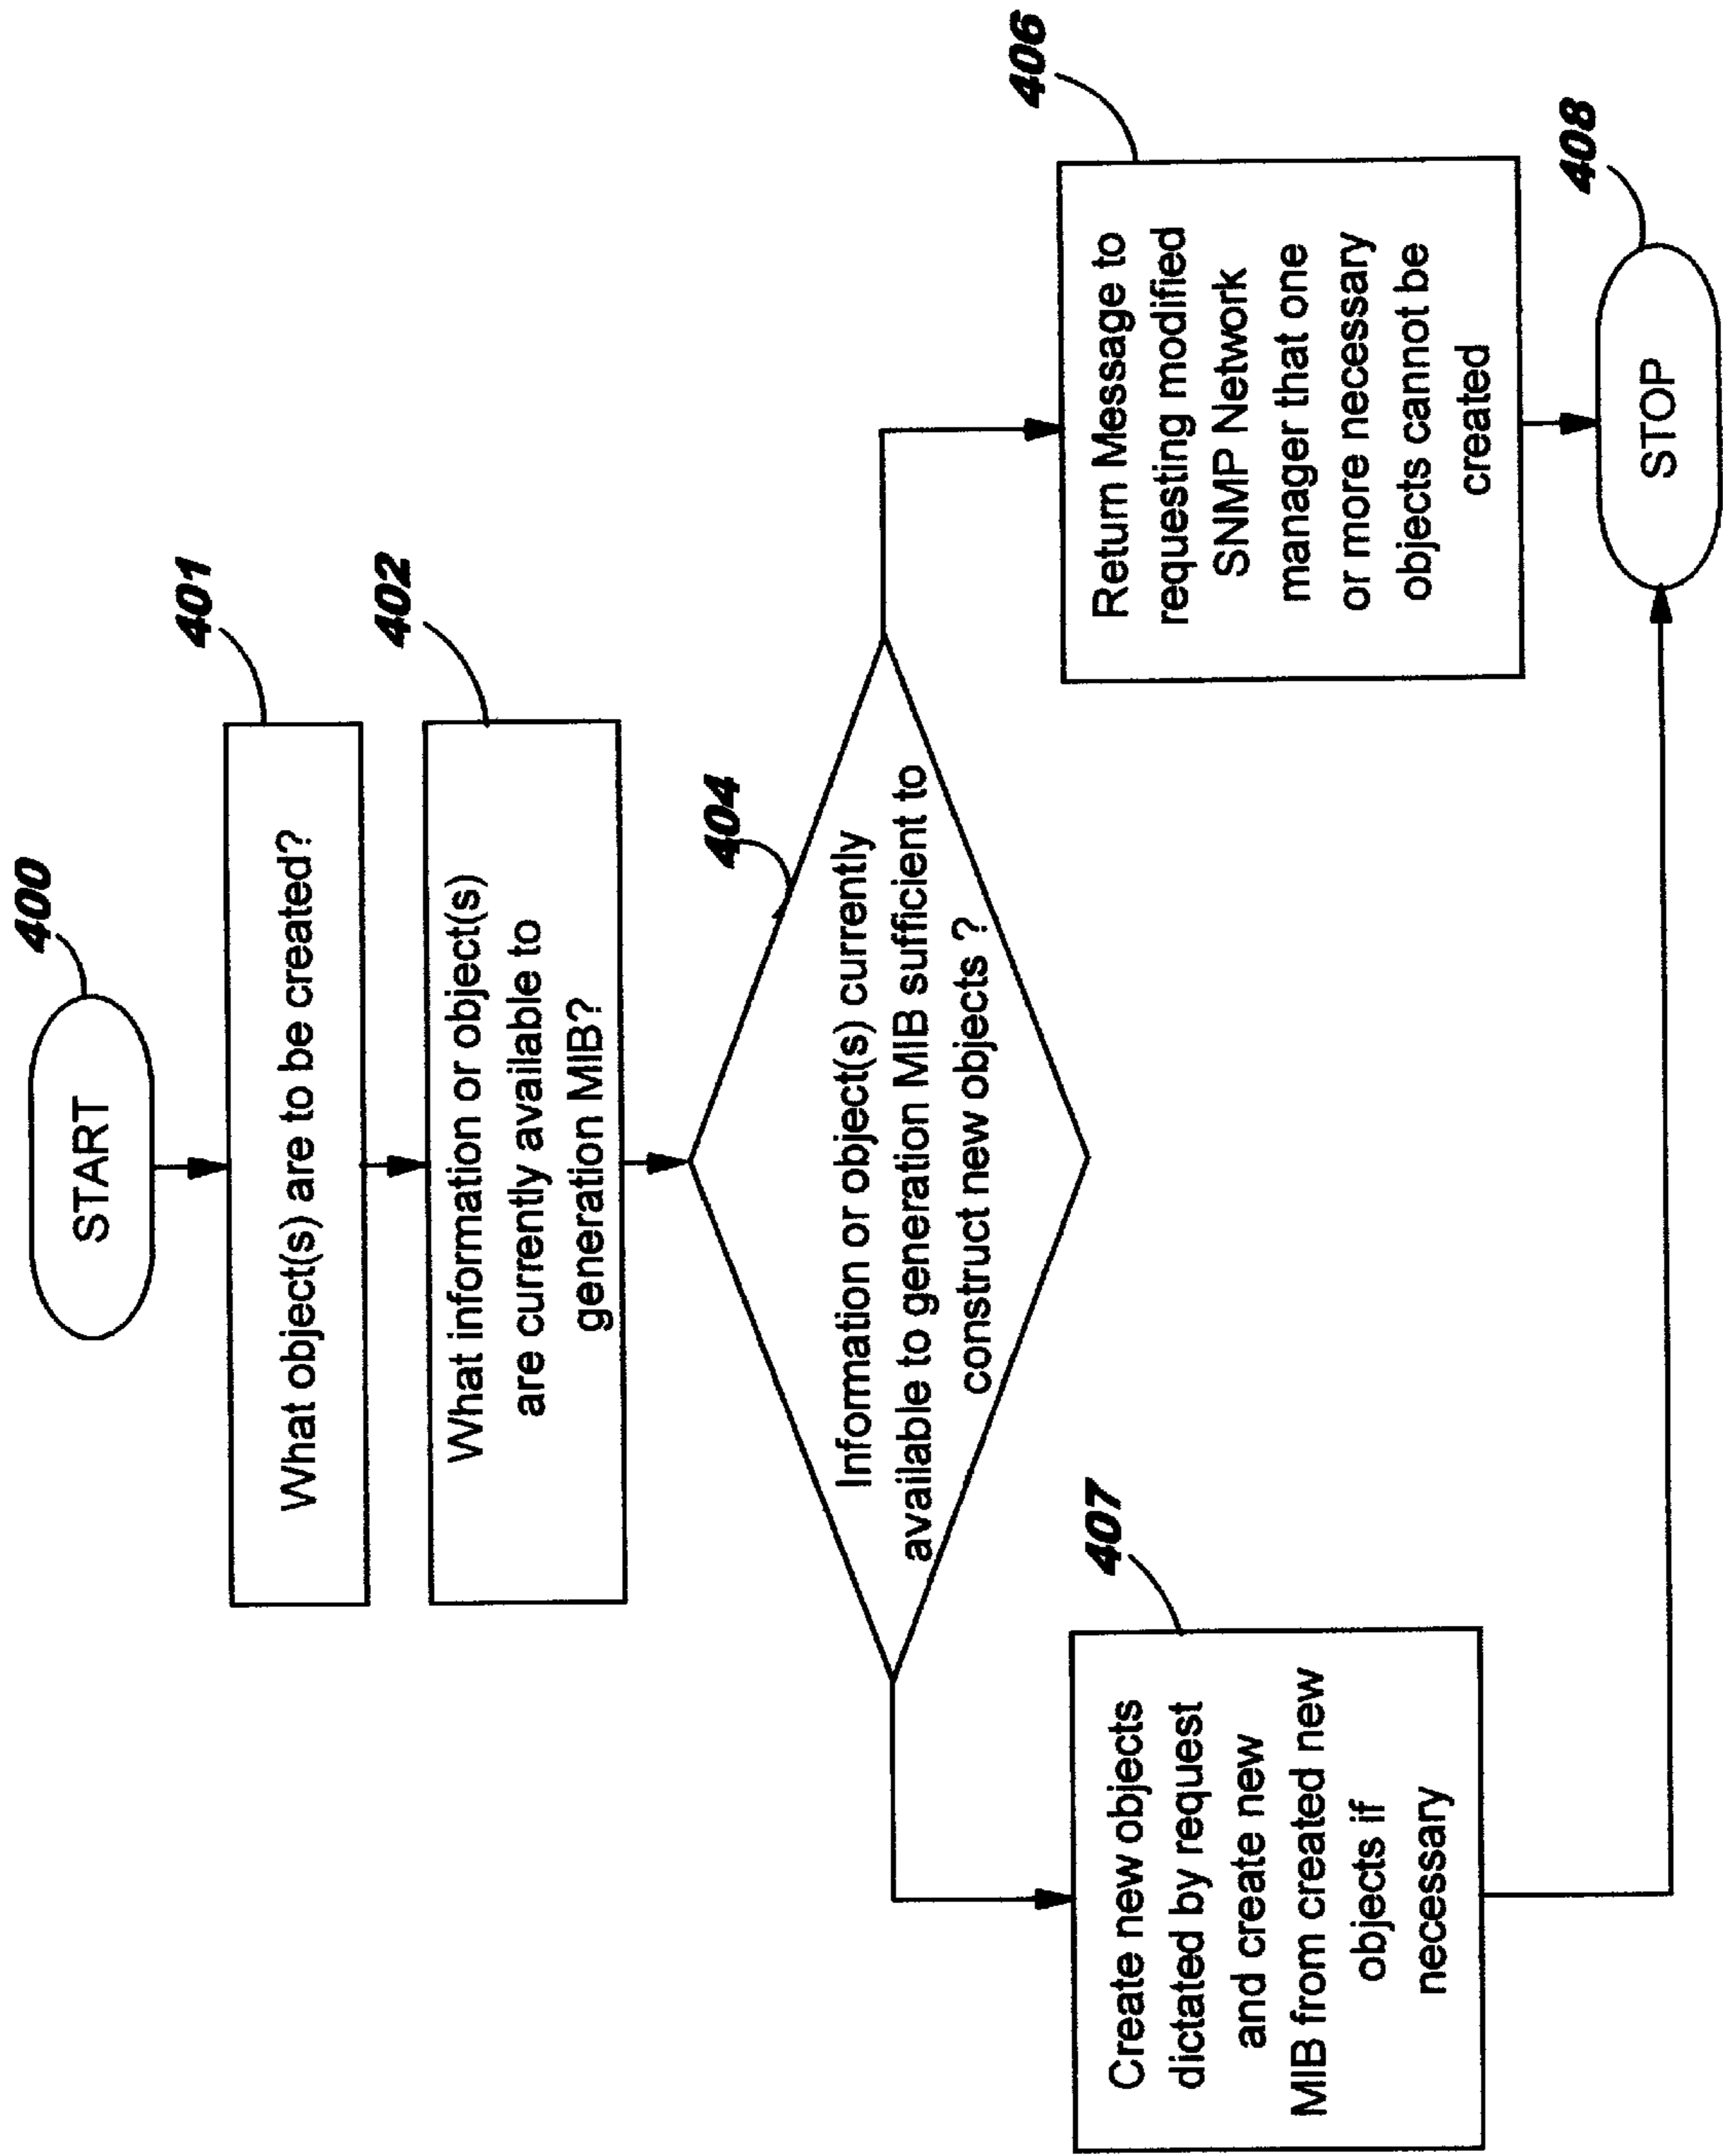 400
START
401
What object(s) are to be created?
402
What information or object(s)
are currently available to
generation MIB?
404
Information or object(s) currently
available to generation MIB sufficient to
construct new objects ?
407
Create new objects
dictated by request
and create new
MIB from created new
objects if
necessary
406
Return Message to
requesting modified
SNMP Network
manager that one
or more necessary
objects cannot be
created
408
STOP